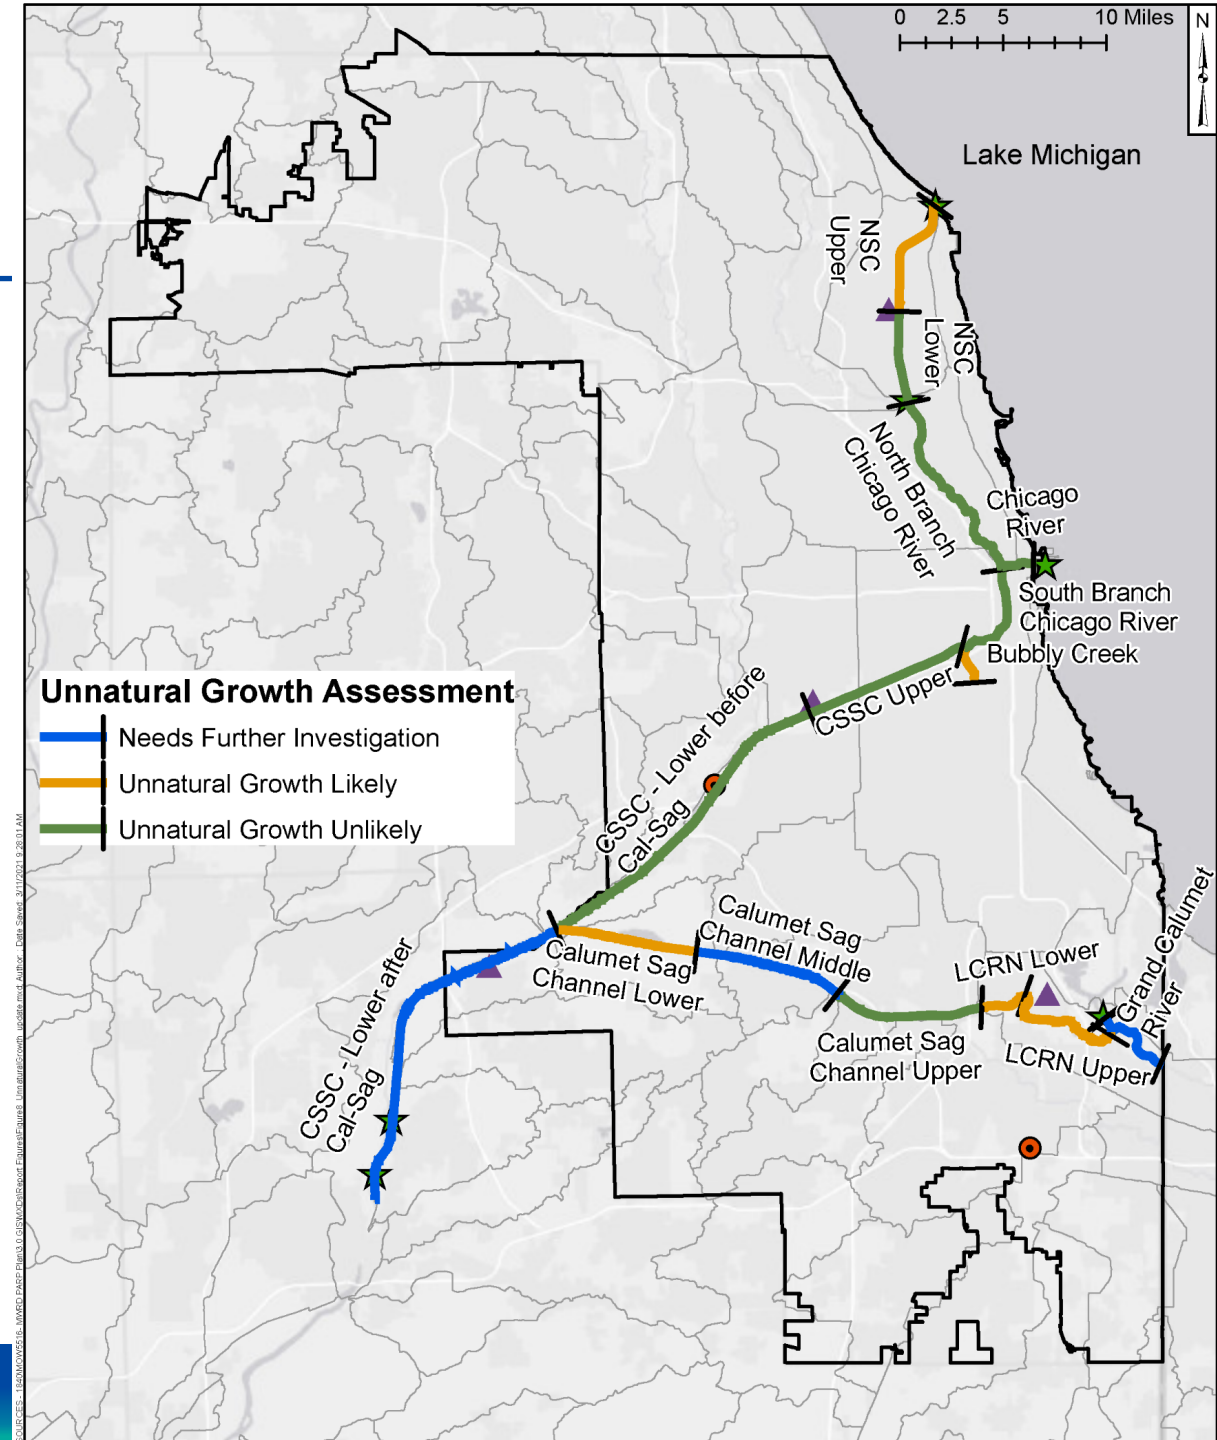 0 2.5 5 10 Miles
N
Lake Michigan
NSC
Upper
NSC
Lower
North Branch
Chicago River
Chicago
River
South Branch
Chicago River
Bubbly Creek
CSSC Upper
Unnatural Growth Assessment
Needs Further Investigation
Unnatural Growth Likely
Unnatural Growth Unlikely
CSSC - Lower before
Cal-Sag
Calumet Sag
Channel Middle
Calumet Sag
Channel Lower
LCRN Lower
Grand Calumet
River
CSSC - Lower after
Cal-Sag
Calumet Sag
Channel Upper
LCRN Upper